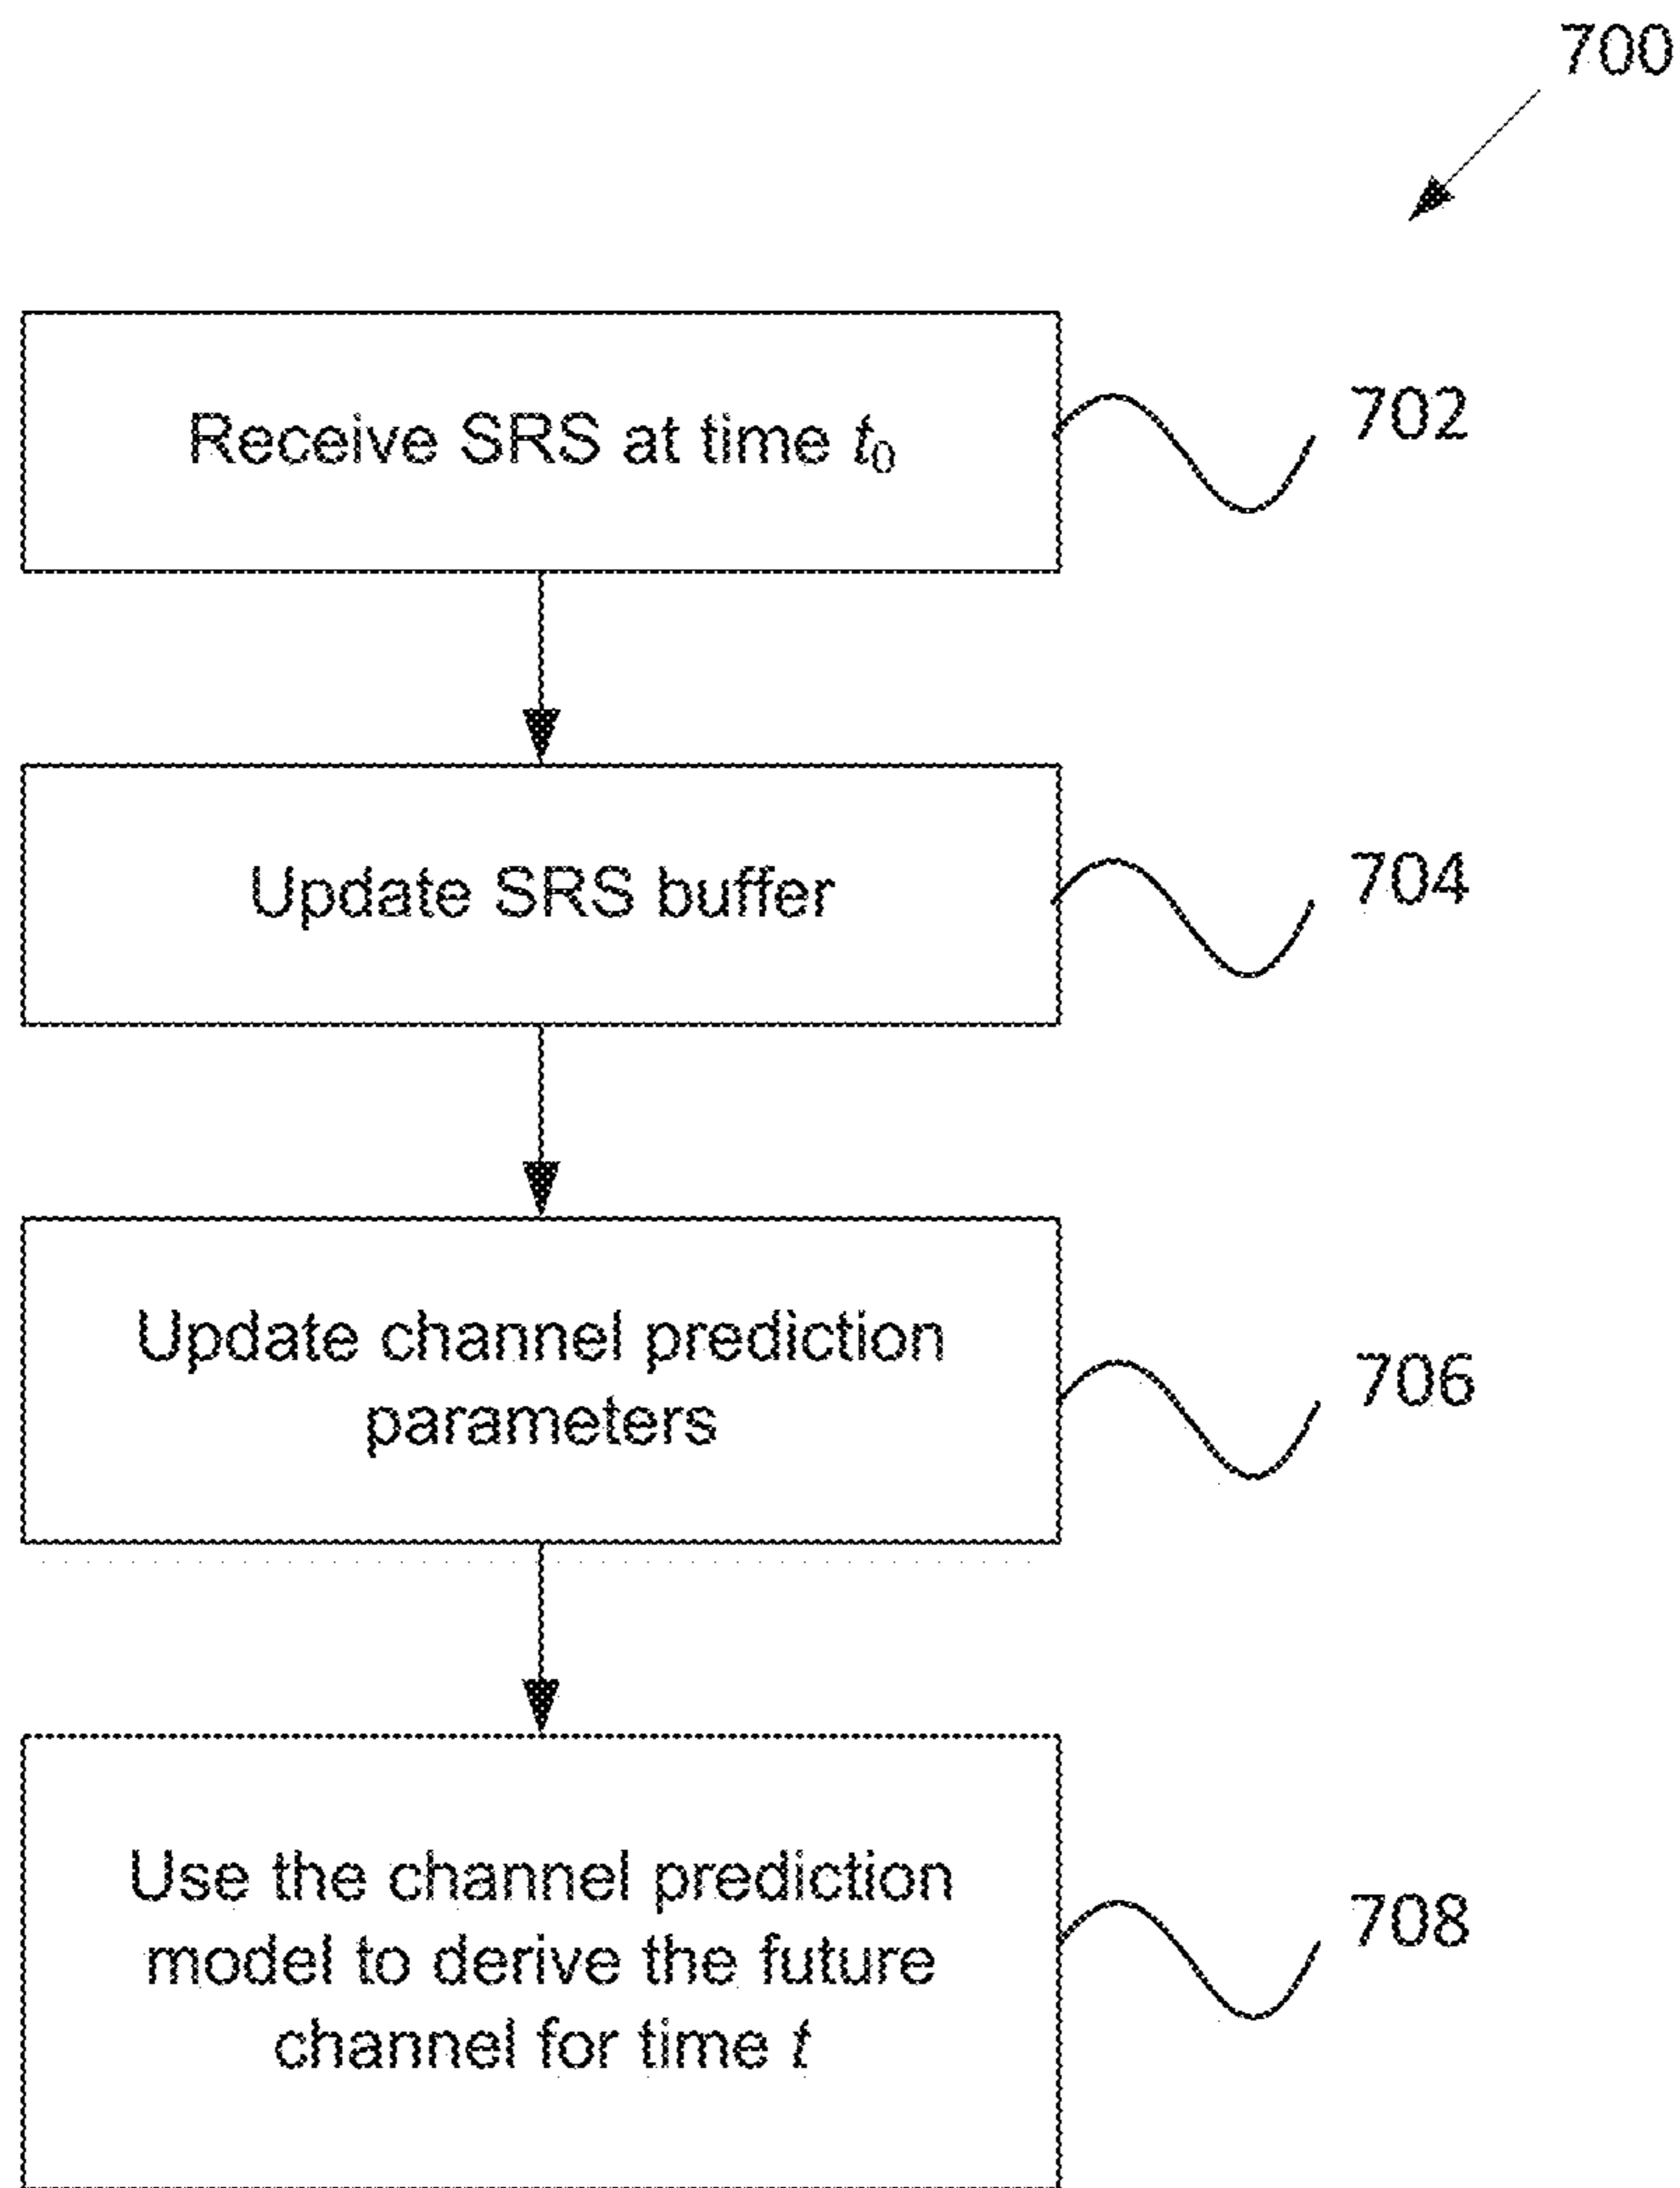 700
Receive SRS at time t₀
702
Update SRS buffer
704
Update channel prediction
parameters
706
Use the channel prediction
model to derive the future
channel for time t
708